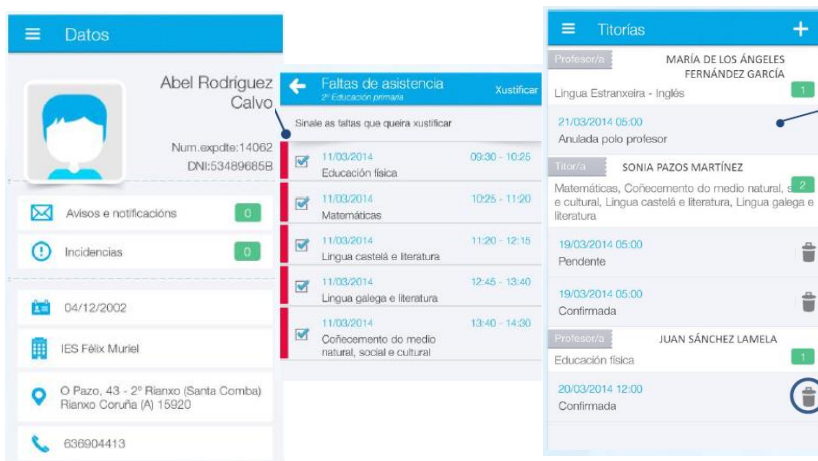 Datos
Abel Rodríguez
Calvo
Num.expdte:14062
DNI:53489685B
Avisos e notificacións 0
Incidencias 0
04/12/2002
IES Félix Muriel
O Pazo, 43 - 2º Rianxo (Santa Comba)
Rianxo Coruña (A) 15920
636904413
Faltas de asistencia
2º Educación primaria
Xustificar
Sinale as faltas que queira xustificar
11/03/2014 09:30 - 10:25
Educación física
11/03/2014 10:25 - 11:20
Matemáticas
11/03/2014 11:20 - 12:15
Lingua castelá e literatura
11/03/2014 12:45 - 13:40
Lingua galega e literatura
11/03/2014 13:40 - 14:30
Coñecemento do medio
natural, social e cultural
Titorías
Profesor/a MARÍA DE LOS ÁNGELES
FERNÁNDEZ GARCÍA
Lingua Estranxeira - Inglés 1
21/03/2014 05:00
Anulada polo profesor
Titor/a SONIA PAZOS MARTÍNEZ
Matemáticas, Coñecemento do medio natural, s 2
e cultural, Lingua castelá e literatura, Lingua galega e
literatura
19/03/2014 05:00
Pendente
19/03/2014 05:00
Confirmada
Profesor/a JUAN SÁNCHEZ LAMELA
Educación física 1
20/03/2014 12:00
Confirmada